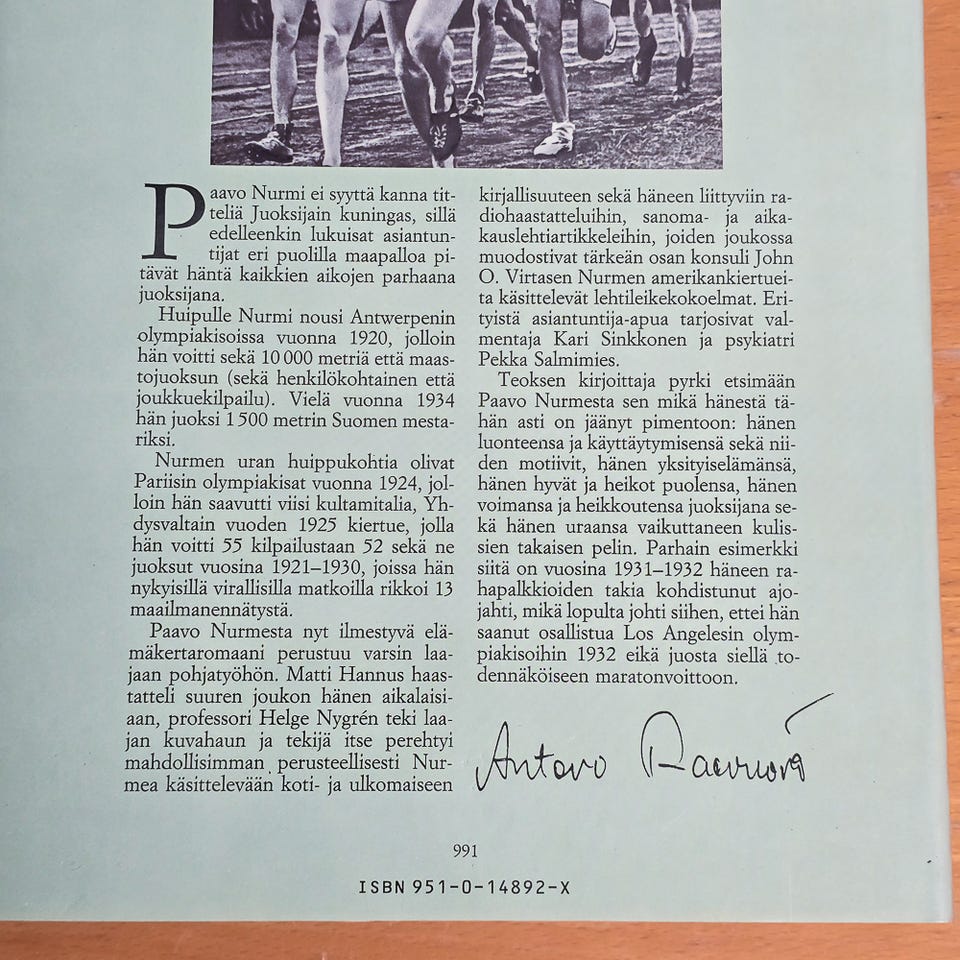 Paavo Nurmi ei syyttä kanna tit-
teliä Juoksijain kuningas, sillä
edelleenkin lukuisat asiantun-
tijat eri puolilla maapalloa pi-
tävät häntä kaikkien aikojen parhaana
juoksijana.
Huipulle Nurmi nousi Antwerpenin
olympiakisoissa vuonna 1920, jolloin
hän voitti sekä 10 000 metriä että maas-
tojuoksun (sekä henkilökohtainen että
joukkuekilpailu). Vielä vuonna 1934
hän juoksi 1 500 metrin Suomen mesta-
riksi.
Nurmen uran huippukohtia olivat
Pariisin olympiakisat vuonna 1924, jol-
loin hän saavutti viisi kultamitalia, Yh-
dysvaltain vuoden 1925 kiertue, jolla
hän voitti 55 kilpailustaan 52 sekä ne
juoksut vuosina 1921–1930, joissa hän
nykyisillä virallisilla matkoilla rikkoi 13
maailmanennätystä.
Paavo Nurmesta nyt ilmestyvä elä-
mäkertaromaani perustuu varsin laa-
jaan pohjatyöhön. Matti Hannus haas-
tatteli suuren joukon hänen aikalaisi-
aan, professori Helge Nygrén teki laa-
jan kuvahaun ja tekijä itse perehtyi
mahdollisimman perusteellisesti Nur-
mea käsittelevään koti- ja ulkomaiseen
kirjallisuuteen sekä häneen liittyviin ra-
diohaastatteluihin, sanoma- ja aika-
kauslehtiartikkeleihin, joiden joukossa
muodostivat tärkeän osan konsuli John
O. Virtasen Nurmen amerikankiertuei-
ta käsittelevät lehtileikekokoelmat. Eri-
tyistä asiantuntija-apua tarjosivat val-
mentaja Kari Sinkkonen ja psykiatri
Pekka Salmimies.
Teoksen kirjoittaja pyrki etsimään
Paavo Nurmesta sen mikä hänestä tä-
hän asti on jäänyt pimentoon: hänen
luonteensa ja käyttäytymisensä sekä nii-
den motiivit, hänen yksityiselämänsä,
hänen hyvät ja heikot puolensa, hänen
voimansa ja heikkoutensa juoksijana se-
kä hänen uraansa vaikuttaneen kulis-
sien takaisen pelin. Parhain esimerkki
siitä on vuosina 1931–1932 häneen ra-
hapalkkioiden takia kohdistunut ajo-
jahti, mikä lopulta johti siihen, ettei hän
saanut osallistua Los Angelesin olym-
piakisoihin 1932 eikä juosta siellä to-
dennäköiseen maratonvoittoon.
Antero Raevuori
991
ISBN 951-0-14892-X